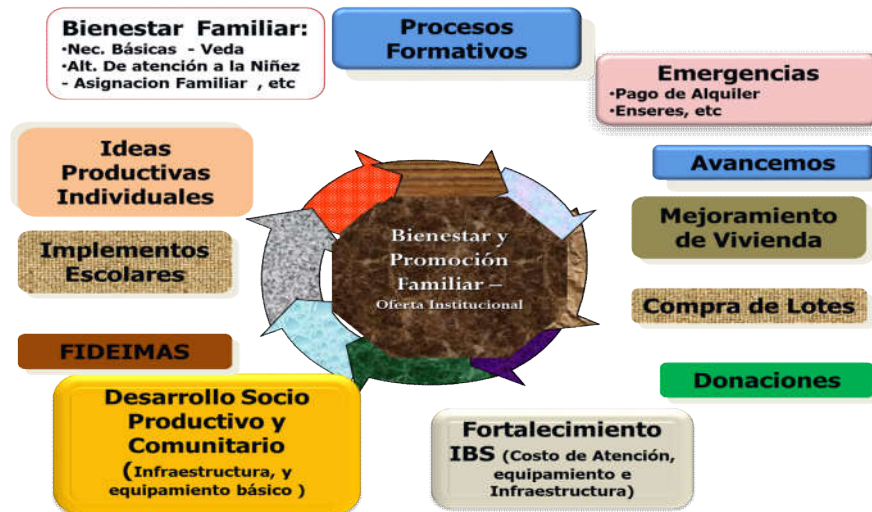 Bienestar Familiar:
•Nec. Básicas - Veda
•Alt. De atención a la Niñez
- Asignacion Familiar , etc
Procesos
Formativos
Emergencias
•Pago de Alquiler
•Enseres, etc
Ideas
Productivas
Individuales
Avancemos
Mejoramiento
de Vivienda
Implementos
Escolares
Bienestar y
Promoción
Familiar –
Oferta Institucional
Compra de Lotes
FIDEIMAS
Donaciones
Desarrollo Socio
Productivo y
Comunitario
(Infraestructura, y
equipamiento básico )
Fortalecimiento
IBS (Costo de Atención,
equipamiento e
Infraestructura)